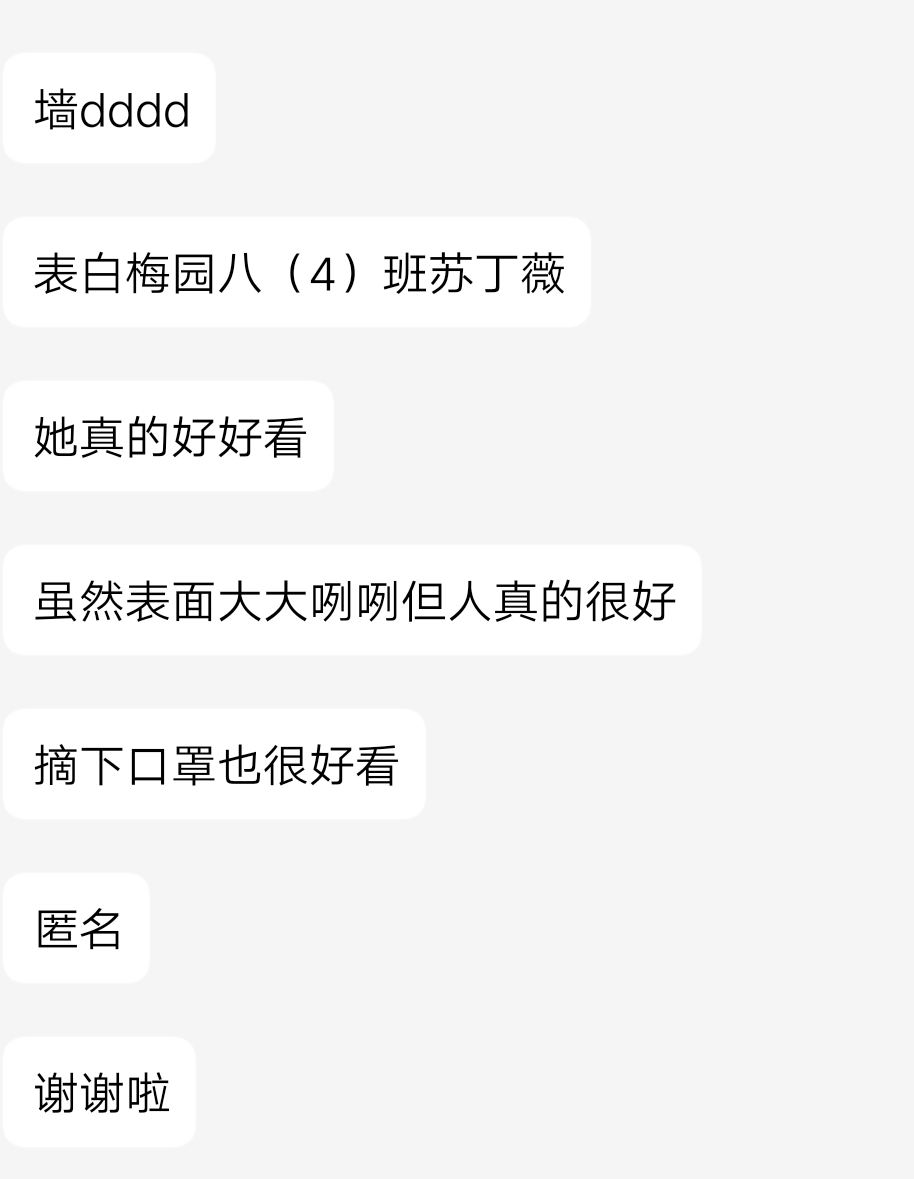 墙dddd
表白梅园八（4）班苏丁薇
她真的好好看
虽然表面大大咧咧但人真的很好
摘下口罩也很好看
匿名
谢谢啦